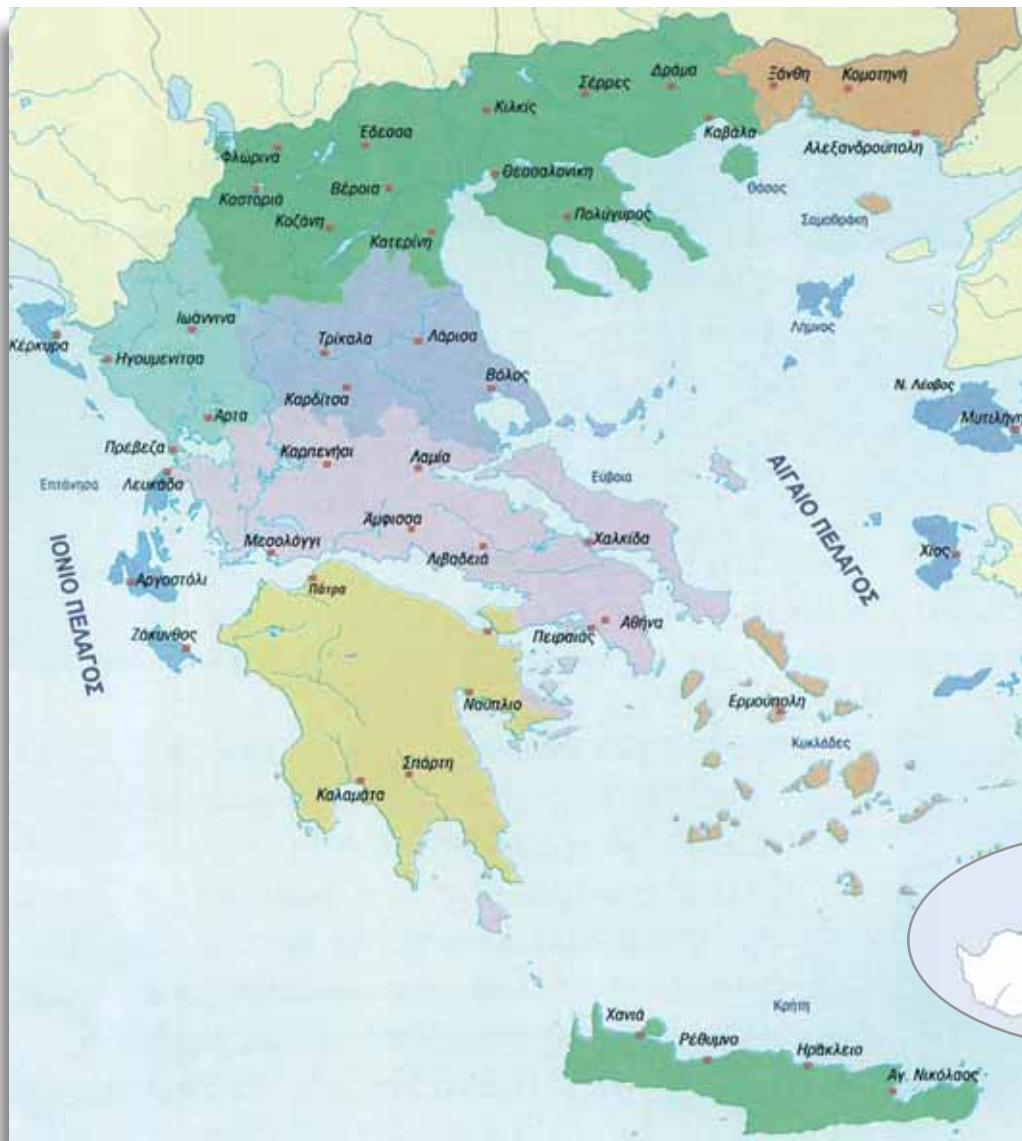 Ξάνθη
Κομοτηνή
Δράμα
Σέρρες
Κιλκίς
Καβάλα
Αλεξανδρούπολη
Έδεσσα
Φλώρινα
Θεσσαλονίκη
Θάσος
Καστοριά
Βέροια
Πολύγυρος
Σαμοθράκη
Κοζάνη
Κατερίνη
Ιωάννινα
Λήμνος
Κέρκυρα
Ηγουμενίτσα
Τρίκαλα
Λάρισα
Καρδίτσα
Βόλος
Ν. Λέσβος
Μυτιλήνη
Άρτα
Πρέβεζα
Καρπενήσι
Λαμία
Εύβοια
ΑΙΓΑΙΟ ΠΕΛΑΓΟΣ
Επτάνησα
Λευκάδα
Άμφισσα
Μεσολόγγι
Λιβαδειά
Χαλκίδα
Χίος
ΙΟΝΙΟ ΠΕΛΑΓΟΣ
Αργοστόλι
Πάτρα
Ζάκυνθος
Πειραιάς
Αθήνα
Ναύπλιο
Ερμούπολη
Κυκλάδες
Σπάρτη
Καλαμάτα
Κρήτη
Χανιά
Ρέθυμνο
Ηράκλειο
Αγ. Νικόλαος